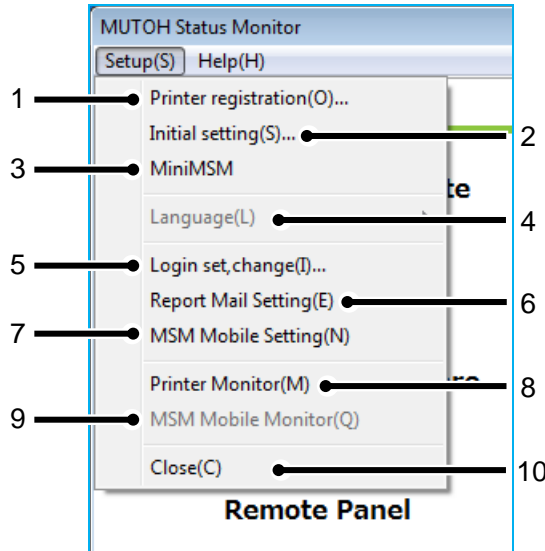 MUTOH Status Monitor
Setup(S) Help(H)
1 Printer registration(O)...
Initial setting(S)... 2
3 MiniMSM
te
Language(L) 4
5 Login set,change(I)...
Report Mail Setting(E) 6
7 MSM Mobile Setting(N)
Printer Monitor(M) 8
9 MSM Mobile Monitor(Q)
Close(C) 10
Remote Panel